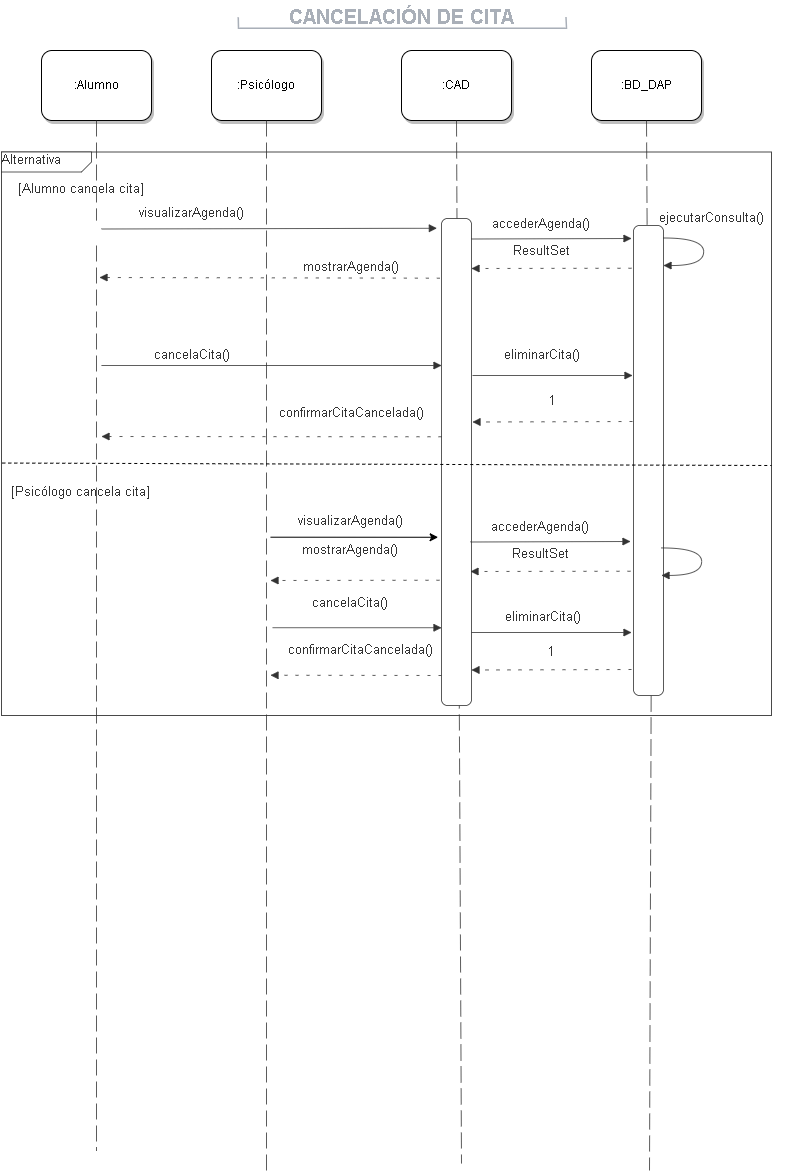 CANCELACIÓN DE CITA
:Alumno
:Psicólogo
:CAD
:BD_DAP
Alternativa
[Alumno cancela cita]
visualizarAgenda()
accederAgenda()
ejecutarConsulta()
ResultSet
mostrarAgenda()
cancelaCita()
eliminarCita()
1
confirmarCitaCancelada()
[Psicólogo cancela cita]
visualizarAgenda()
accederAgenda()
mostrarAgenda()
ResultSet
cancelaCita()
eliminarCita()
confirmarCitaCancelada()
1